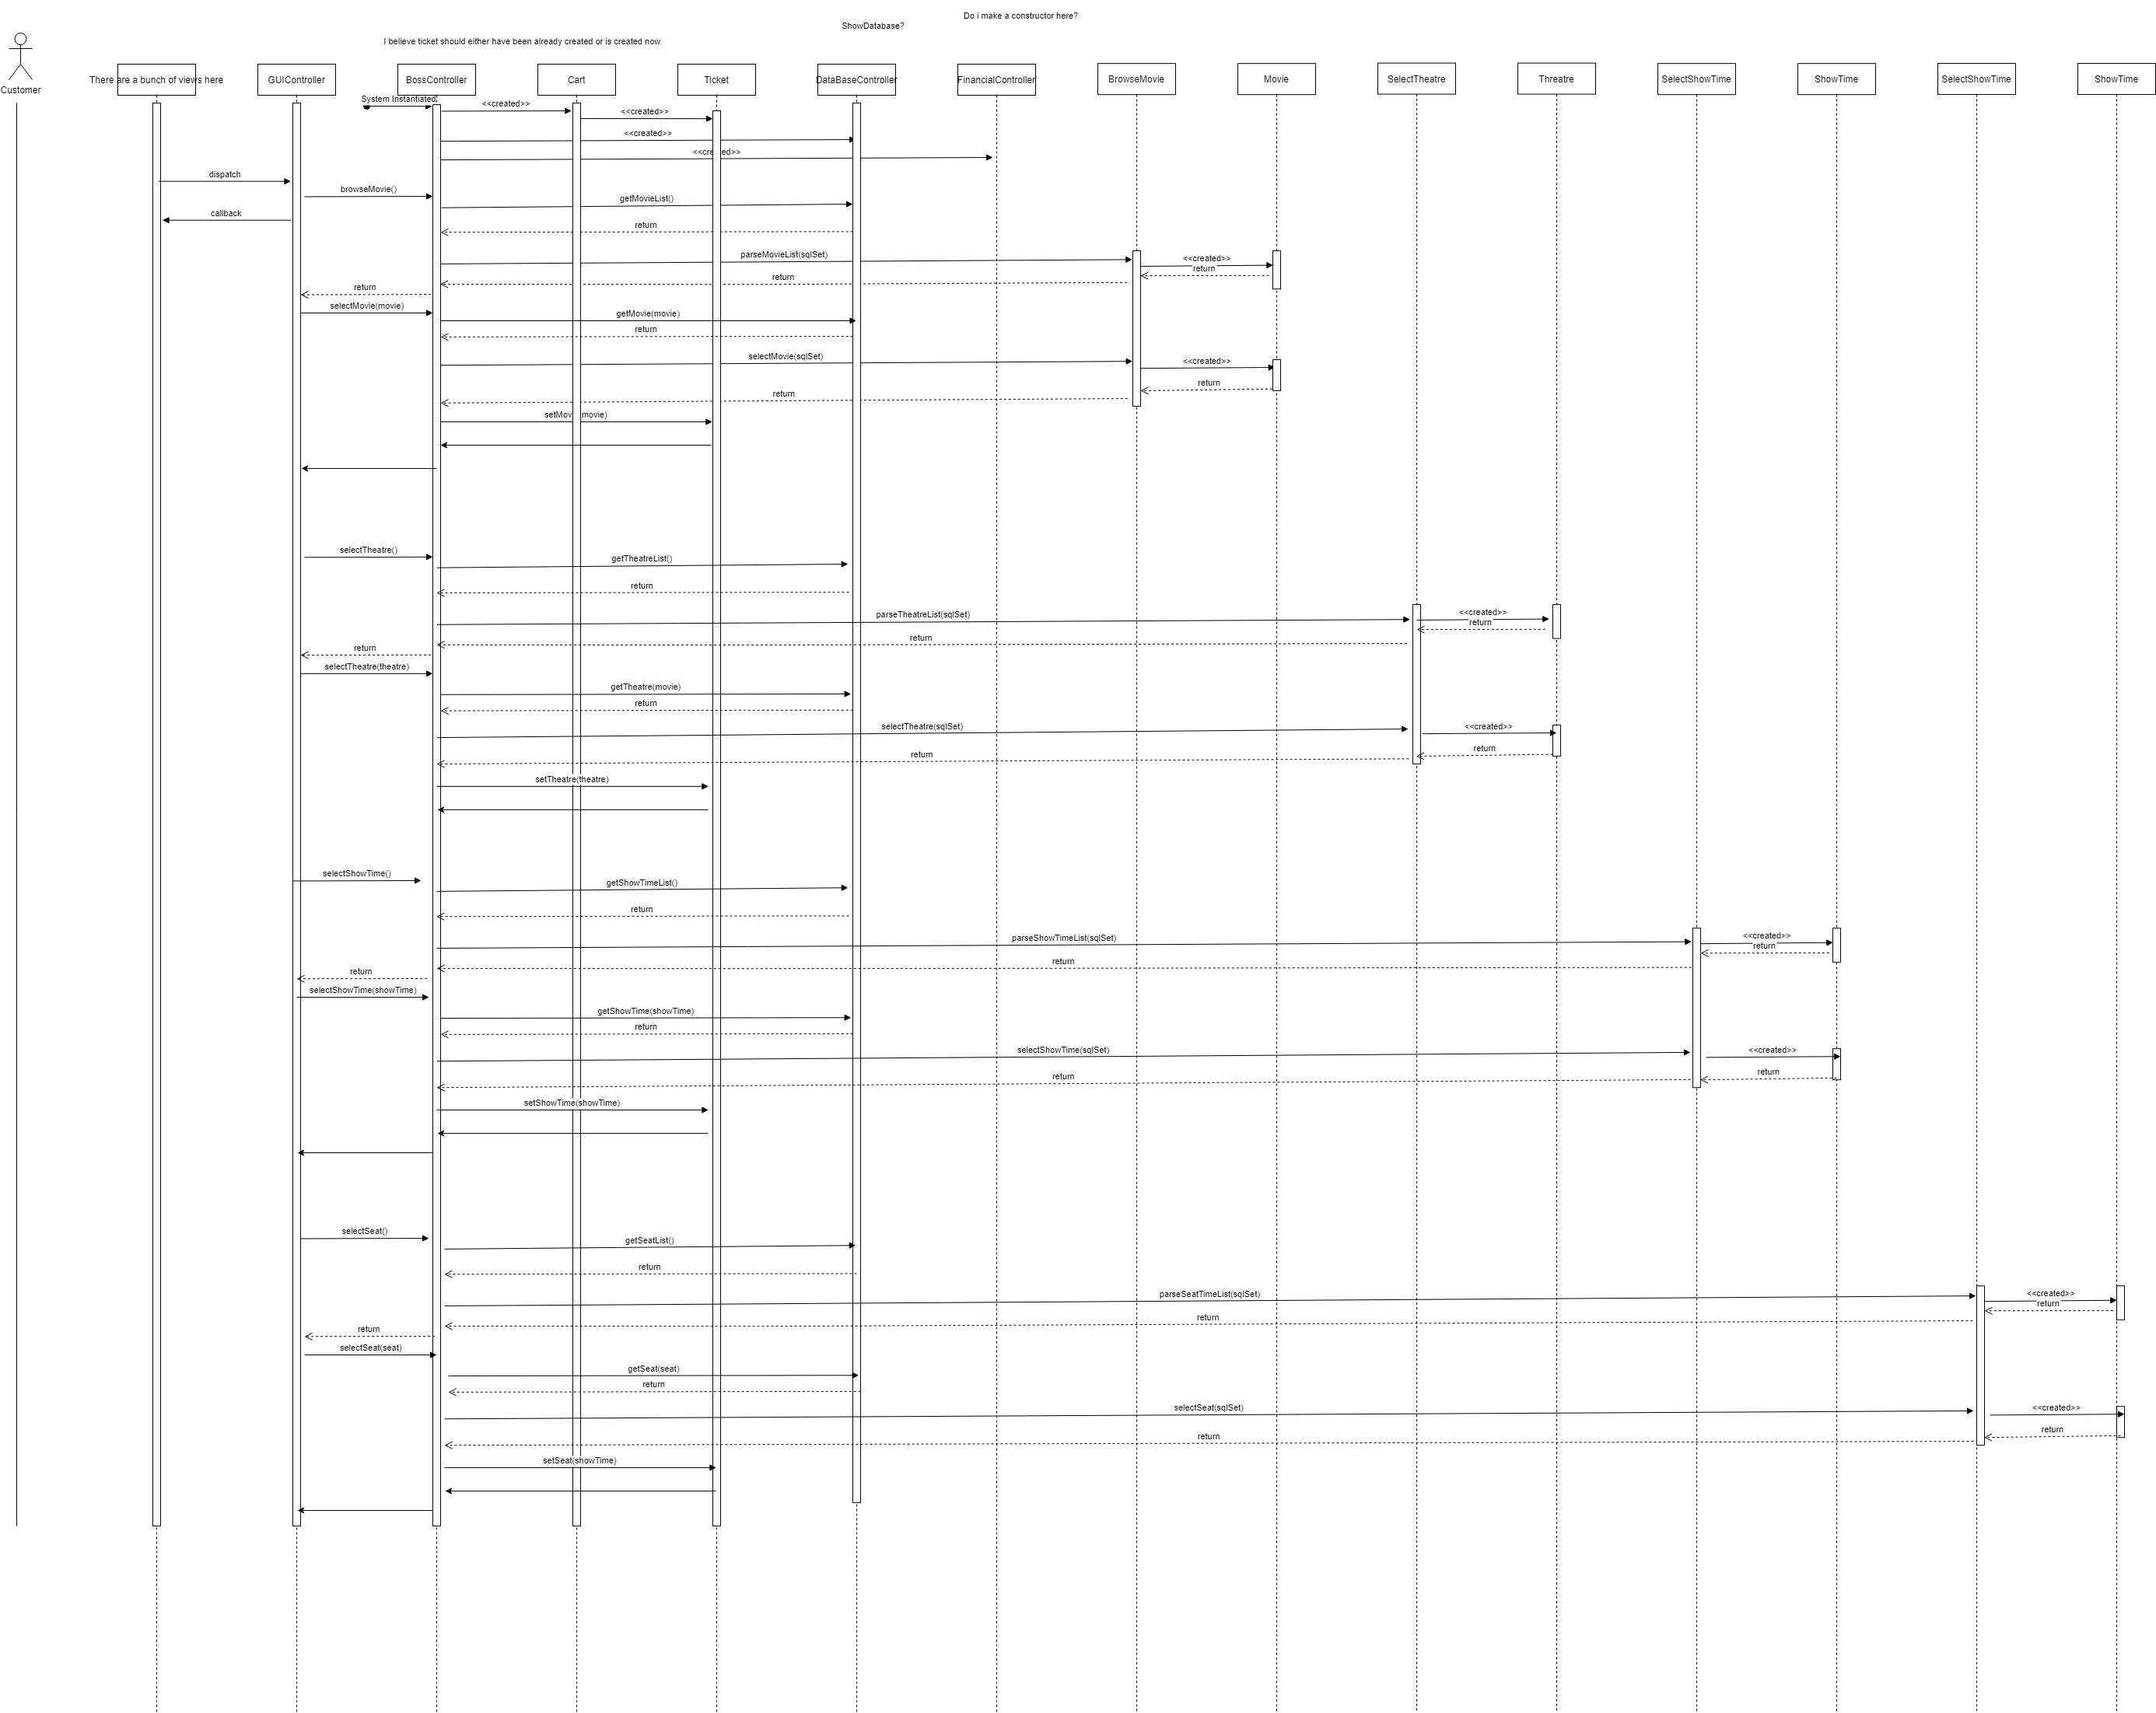 Do i make a constructor here?
ShowDatabase?
I believe ticket should either have been already created or is created now.
Customer
There are a bunch of views here
GUIController
BossController
Cart
Ticket
DataBaseController
FinancialController
BrowseMovie
Movie
SelectTheatre
Threatre
SelectShowTime
ShowTime
SelectShowTime
ShowTime
System Instantiated
<<created>>
<<created>>
<<created>>
<<created>>
dispatch
browseMovie()
getMovieList()
callback
return
parseMovieList(sqlSet)
<<created>>
return
return
return
selectMovie(movie)
getMovie(movie)
return
selectMovie(sqlSet)
<<created>>
return
return
setMov movie)
selectTheatre()
getTheatreList()
return
parseTheatreList(sqlSet)
<<created>>
return
return
return
selectTheatre(theatre)
getTheatre(movie)
return
selectTheatre(sqlSet)
<<created>>
return
return
setTheatre(theatre)
selectShowTime()
getShowTimeList()
return
parseShowTimeList(sqlSet)
<<created>>
return
return
return
selectShowTime(showTime)
getShowTime(showTime)
return
selectShowTime(sqlSet)
<<created>>
return
return
setShowTime(showTime)
selectSeat()
getSeatList()
return
parseSeatTimeList(sqlSet)
<<created>>
return
return
return
selectSeat(seat)
getSeat(seat)
return
selectSeat(sqlSet)
<<created>>
return
return
setSeat(showTime)